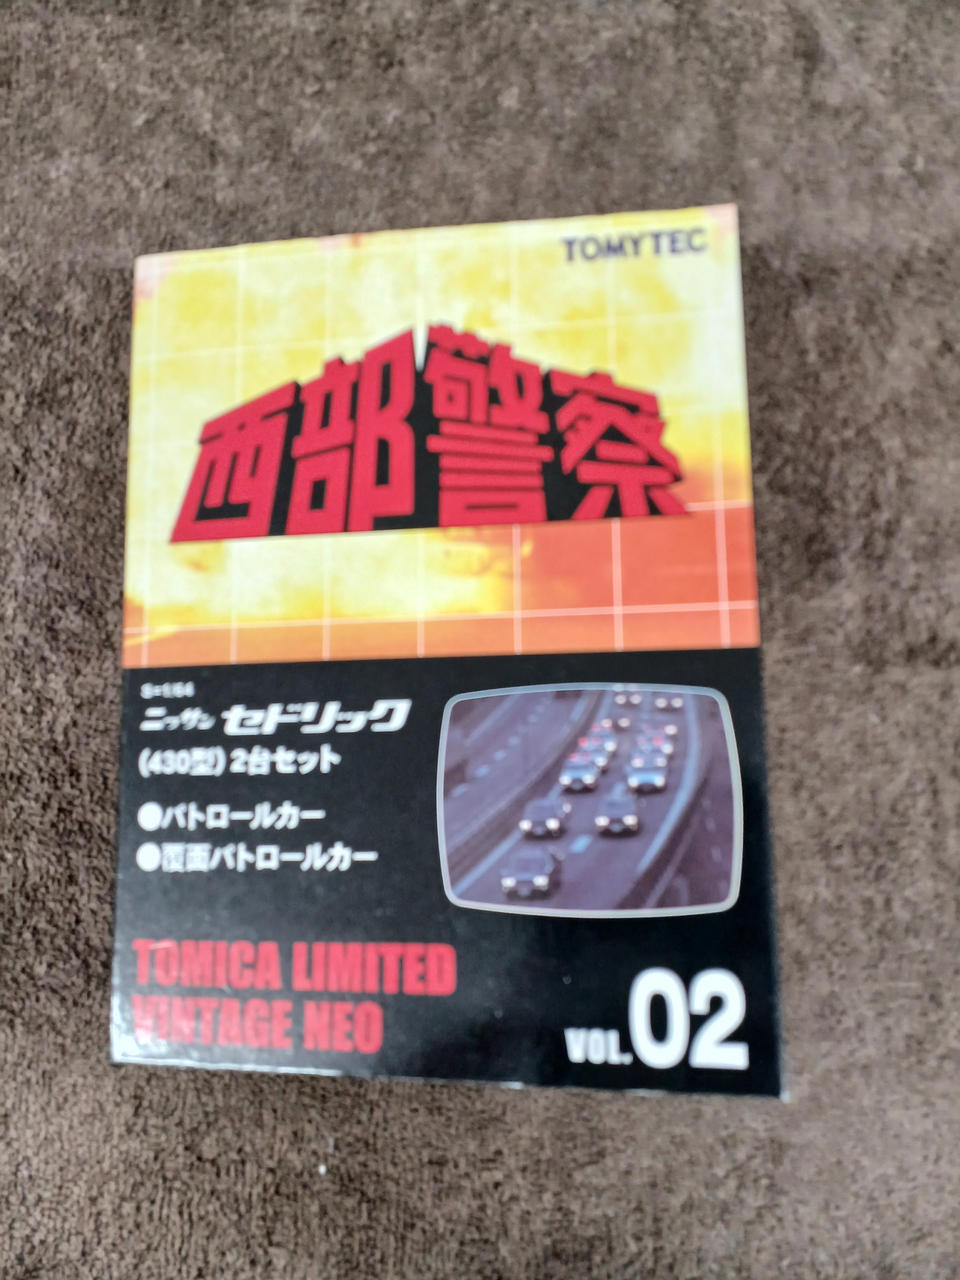 TOMYTEC
西部警察
S=1/64
ニッサン セドリック
(430型) 2台セット
●パトロールカー
●覆面パトロールカー
TOMICA LIMITED
VINTAGE NEO
VOL.02